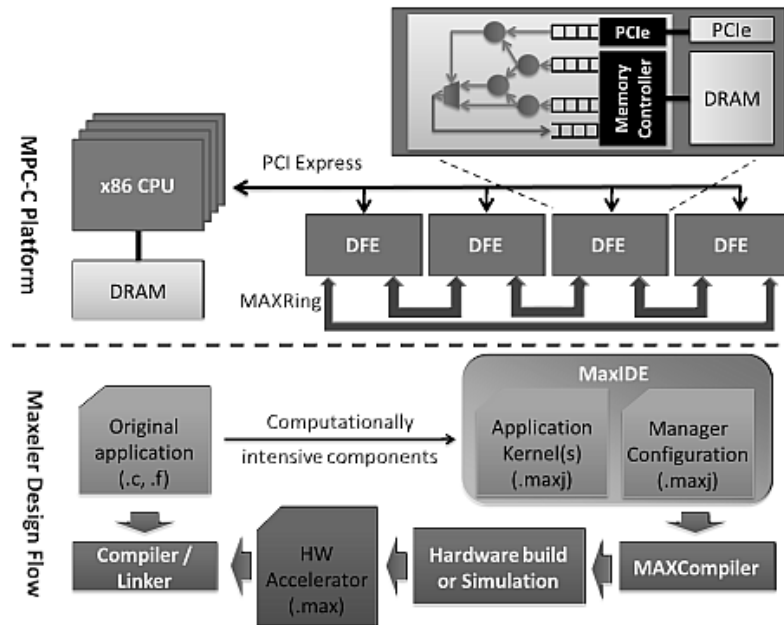 PCIe
PCIe
Memory
Controller
DRAM
MPC-C Platform
x86 CPU
PCI Express
DFE
DFE
DFE
DFE
DRAM
MAXRing
Maxeler Design Flow
MaxIDE
Original
application
(.c, .f)
Computationally
intensive components
Application
Kernel(s)
(.maxj)
Manager
Configuration
(.maxj)
Compiler /
Linker
HW
Accelerator
(.max)
Hardware build
or Simulation
MAXCompiler